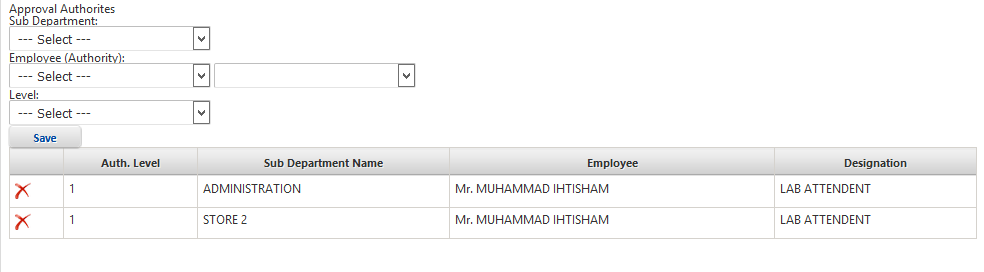 Approval Authorites
Sub Department:
--- Select ---
Employee (Authority):
--- Select ---
Level:
--- Select ---
Save
Auth. Level Sub Department Name Employee Designation
1 ADMINISTRATION Mr. MUHAMMAD IHTISHAM LAB ATTENDENT
1 STORE 2 Mr. MUHAMMAD IHTISHAM LAB ATTENDENT